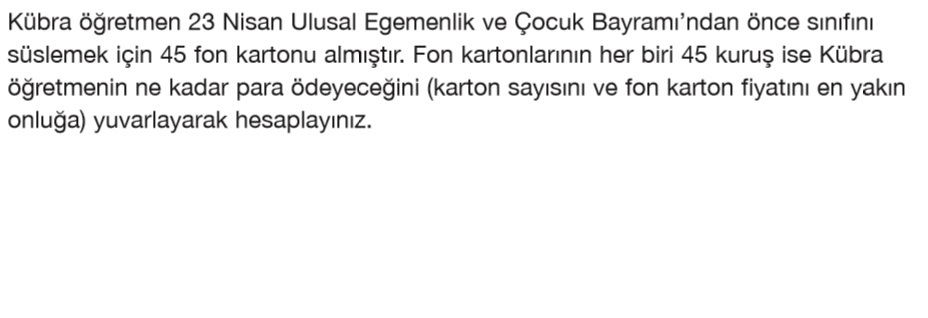 Kübra öğretmen 23 Nisan Ulusal Egemenlik ve Çocuk Bayramı’ndan önce sınıfını
süslemek için 45 fon kartonu almıştır. Fon kartonlarının her biri 45 kuruş ise Kübra
öğretmenin ne kadar para ödeyeceğini (karton sayısını ve fon karton fiyatını en yakın
onluğa) yuvarlayarak hesaplayınız.